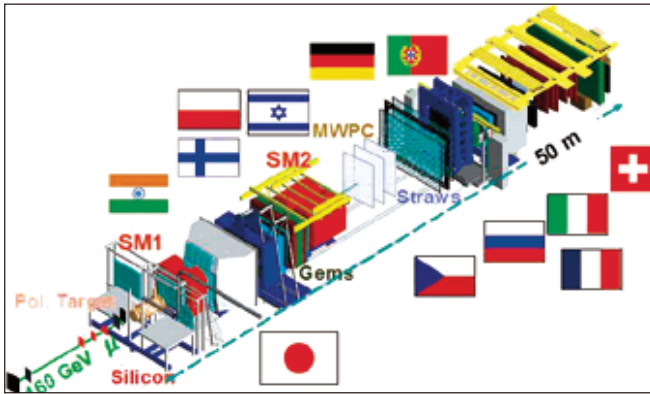 MWPC
50 m
SM2
Straws
SM1
Gems
Pol. Target
Silicon
160 GeV μ